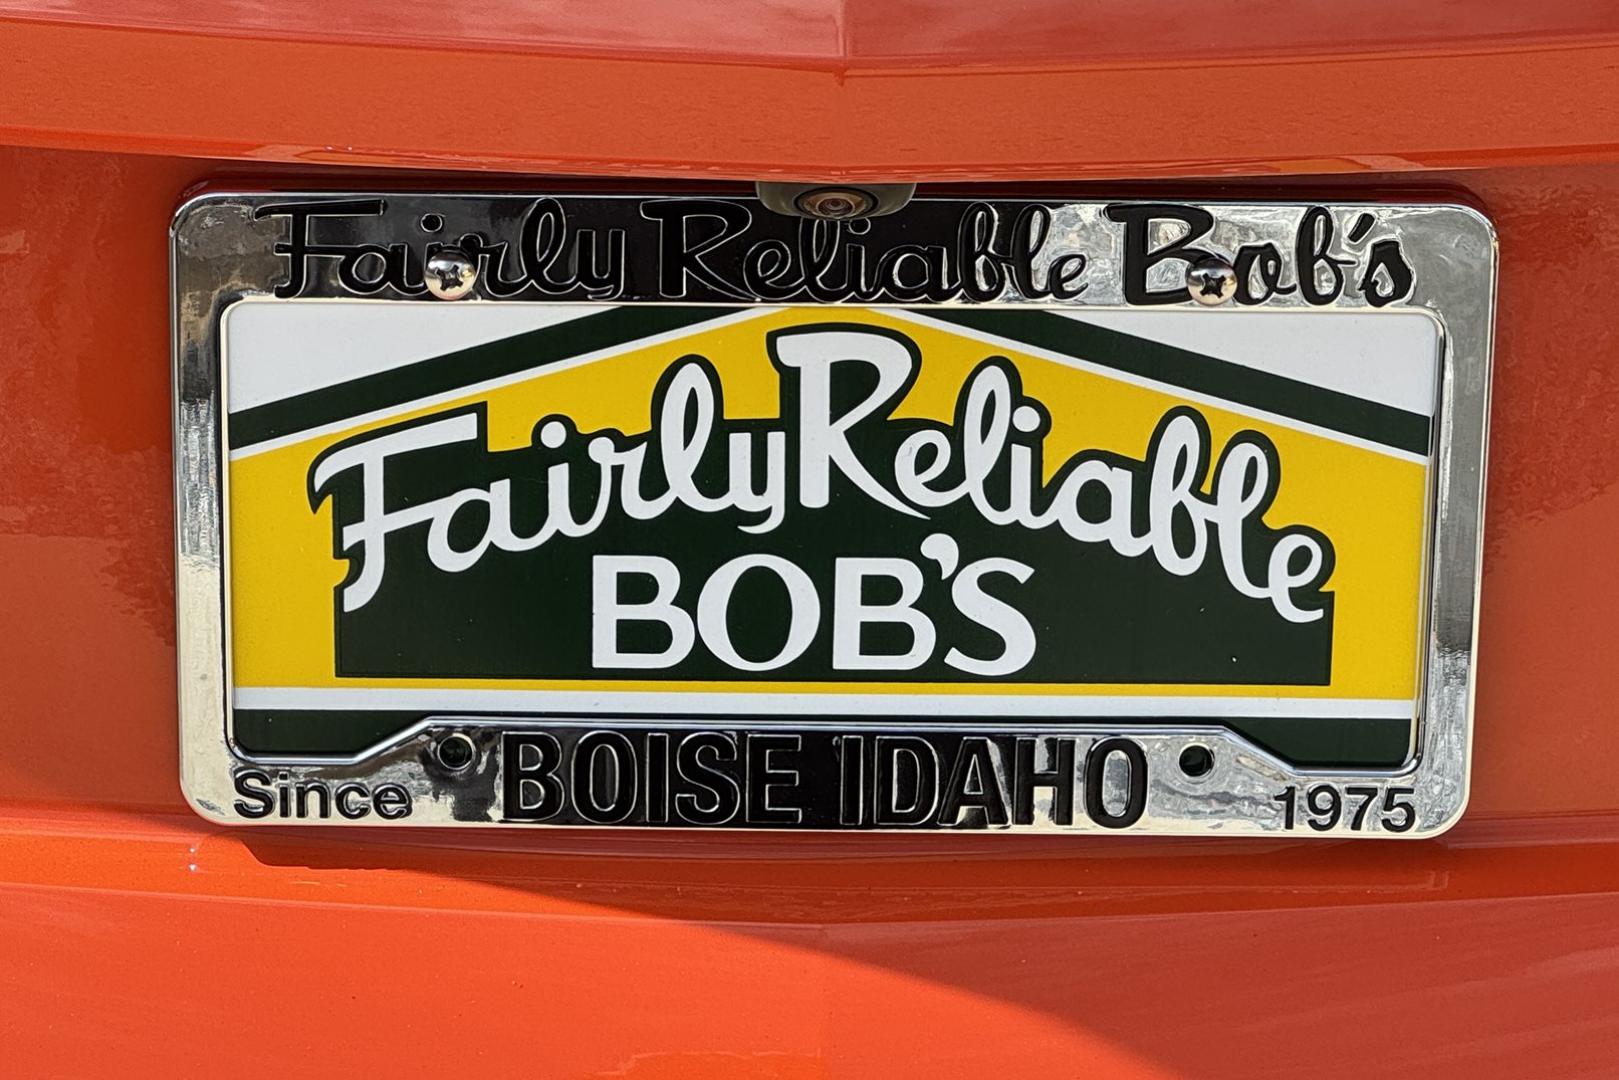 Fairly Reliable Bob's
Fairly Reliable
BOB'S
Since BOISE IDAHO 1975